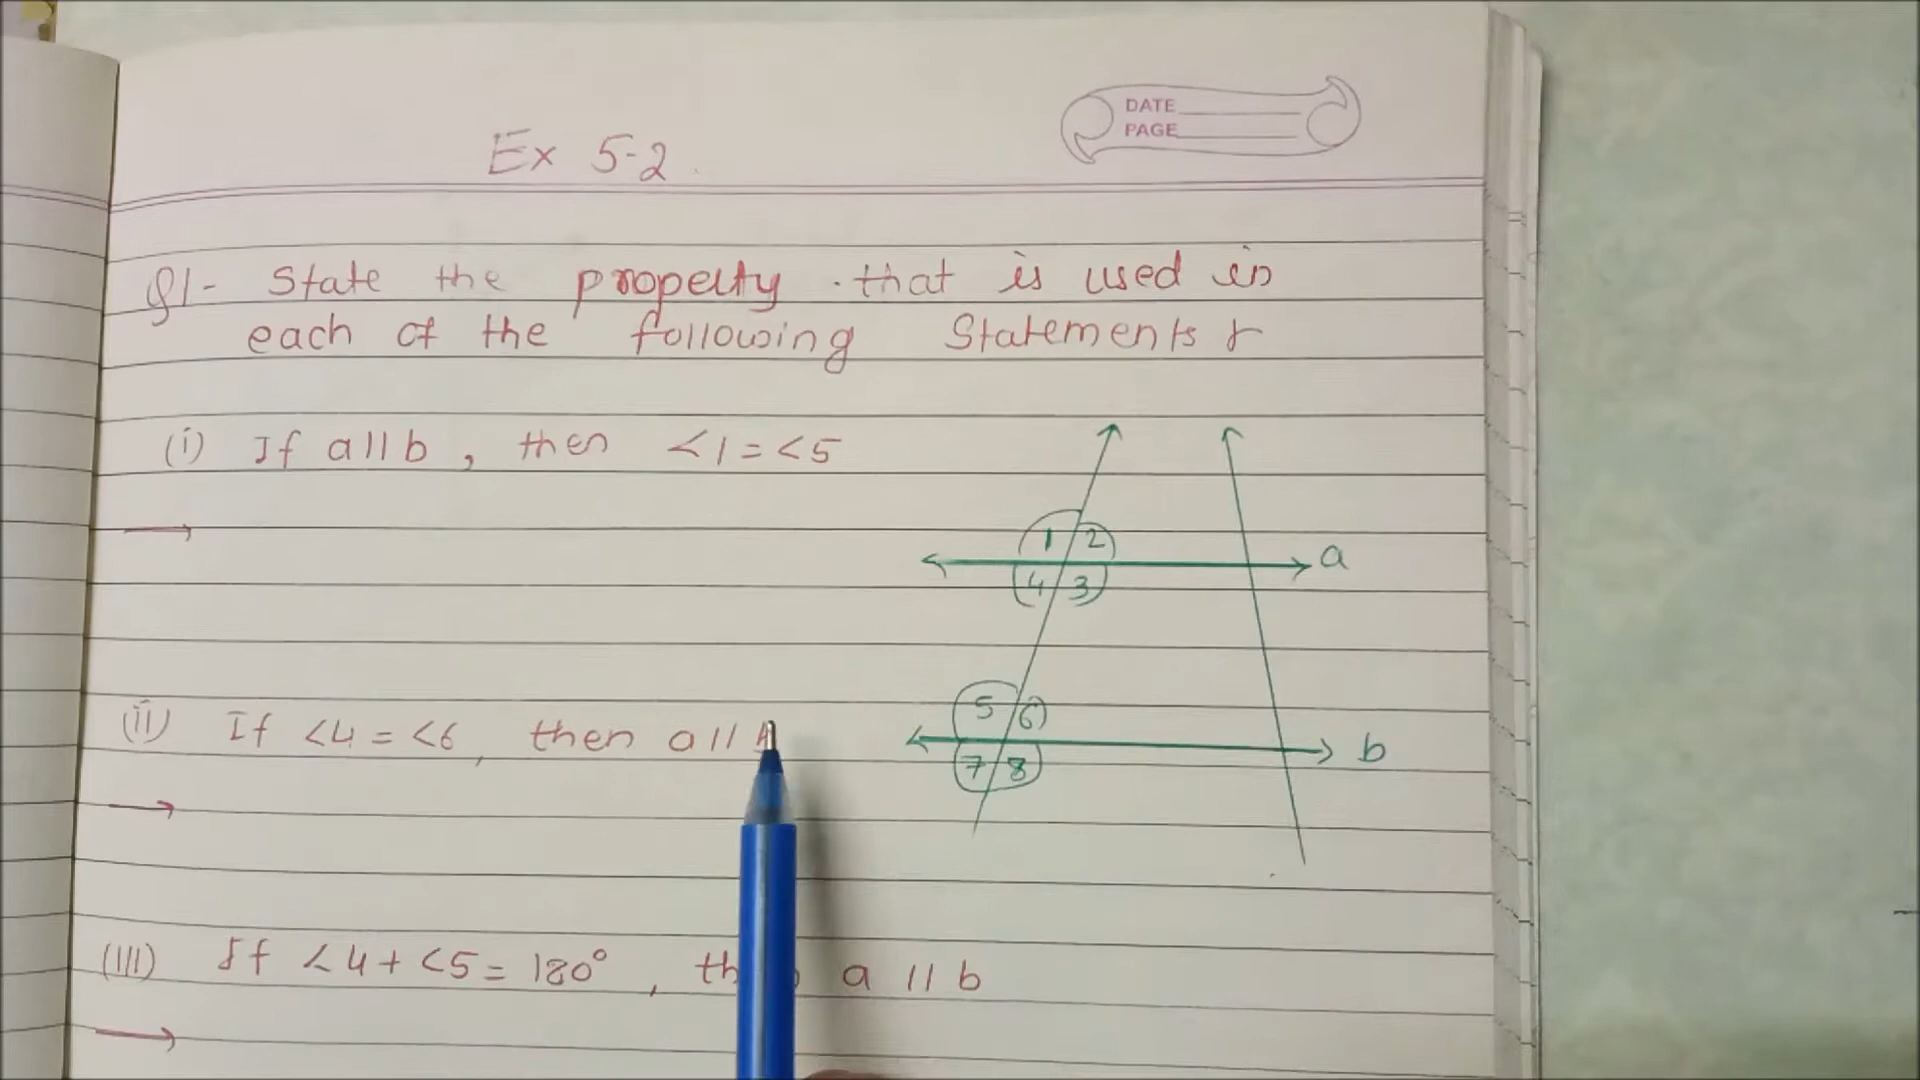 DATE
PAGE
Ex 5-2.
Q1- State the property that is used in
each of the following Statements
(i) If a || b, then <1 = <5
1 2
a
4 3
5 6
(ii) If <4 = <6, then a ||
b
7 8
(III) If <4 + <5 = 180°, a || b